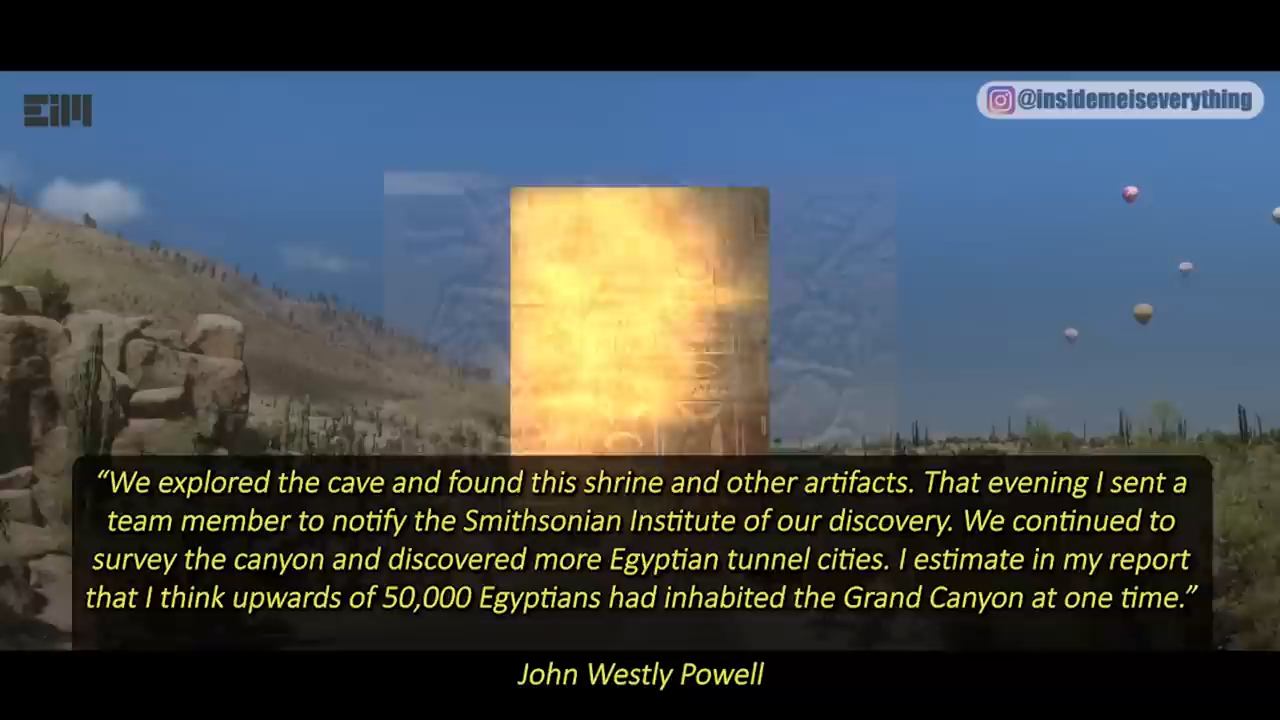 EiM
@insidemeiseverything
“We explored the cave and found this shrine and other artifacts. That evening I sent a
team member to notify the Smithsonian Institute of our discovery. We continued to
survey the canyon and discovered more Egyptian tunnel cities. I estimate in my report
that I think upwards of 50,000 Egyptians had inhabited the Grand Canyon at one time.”
John Westly Powell